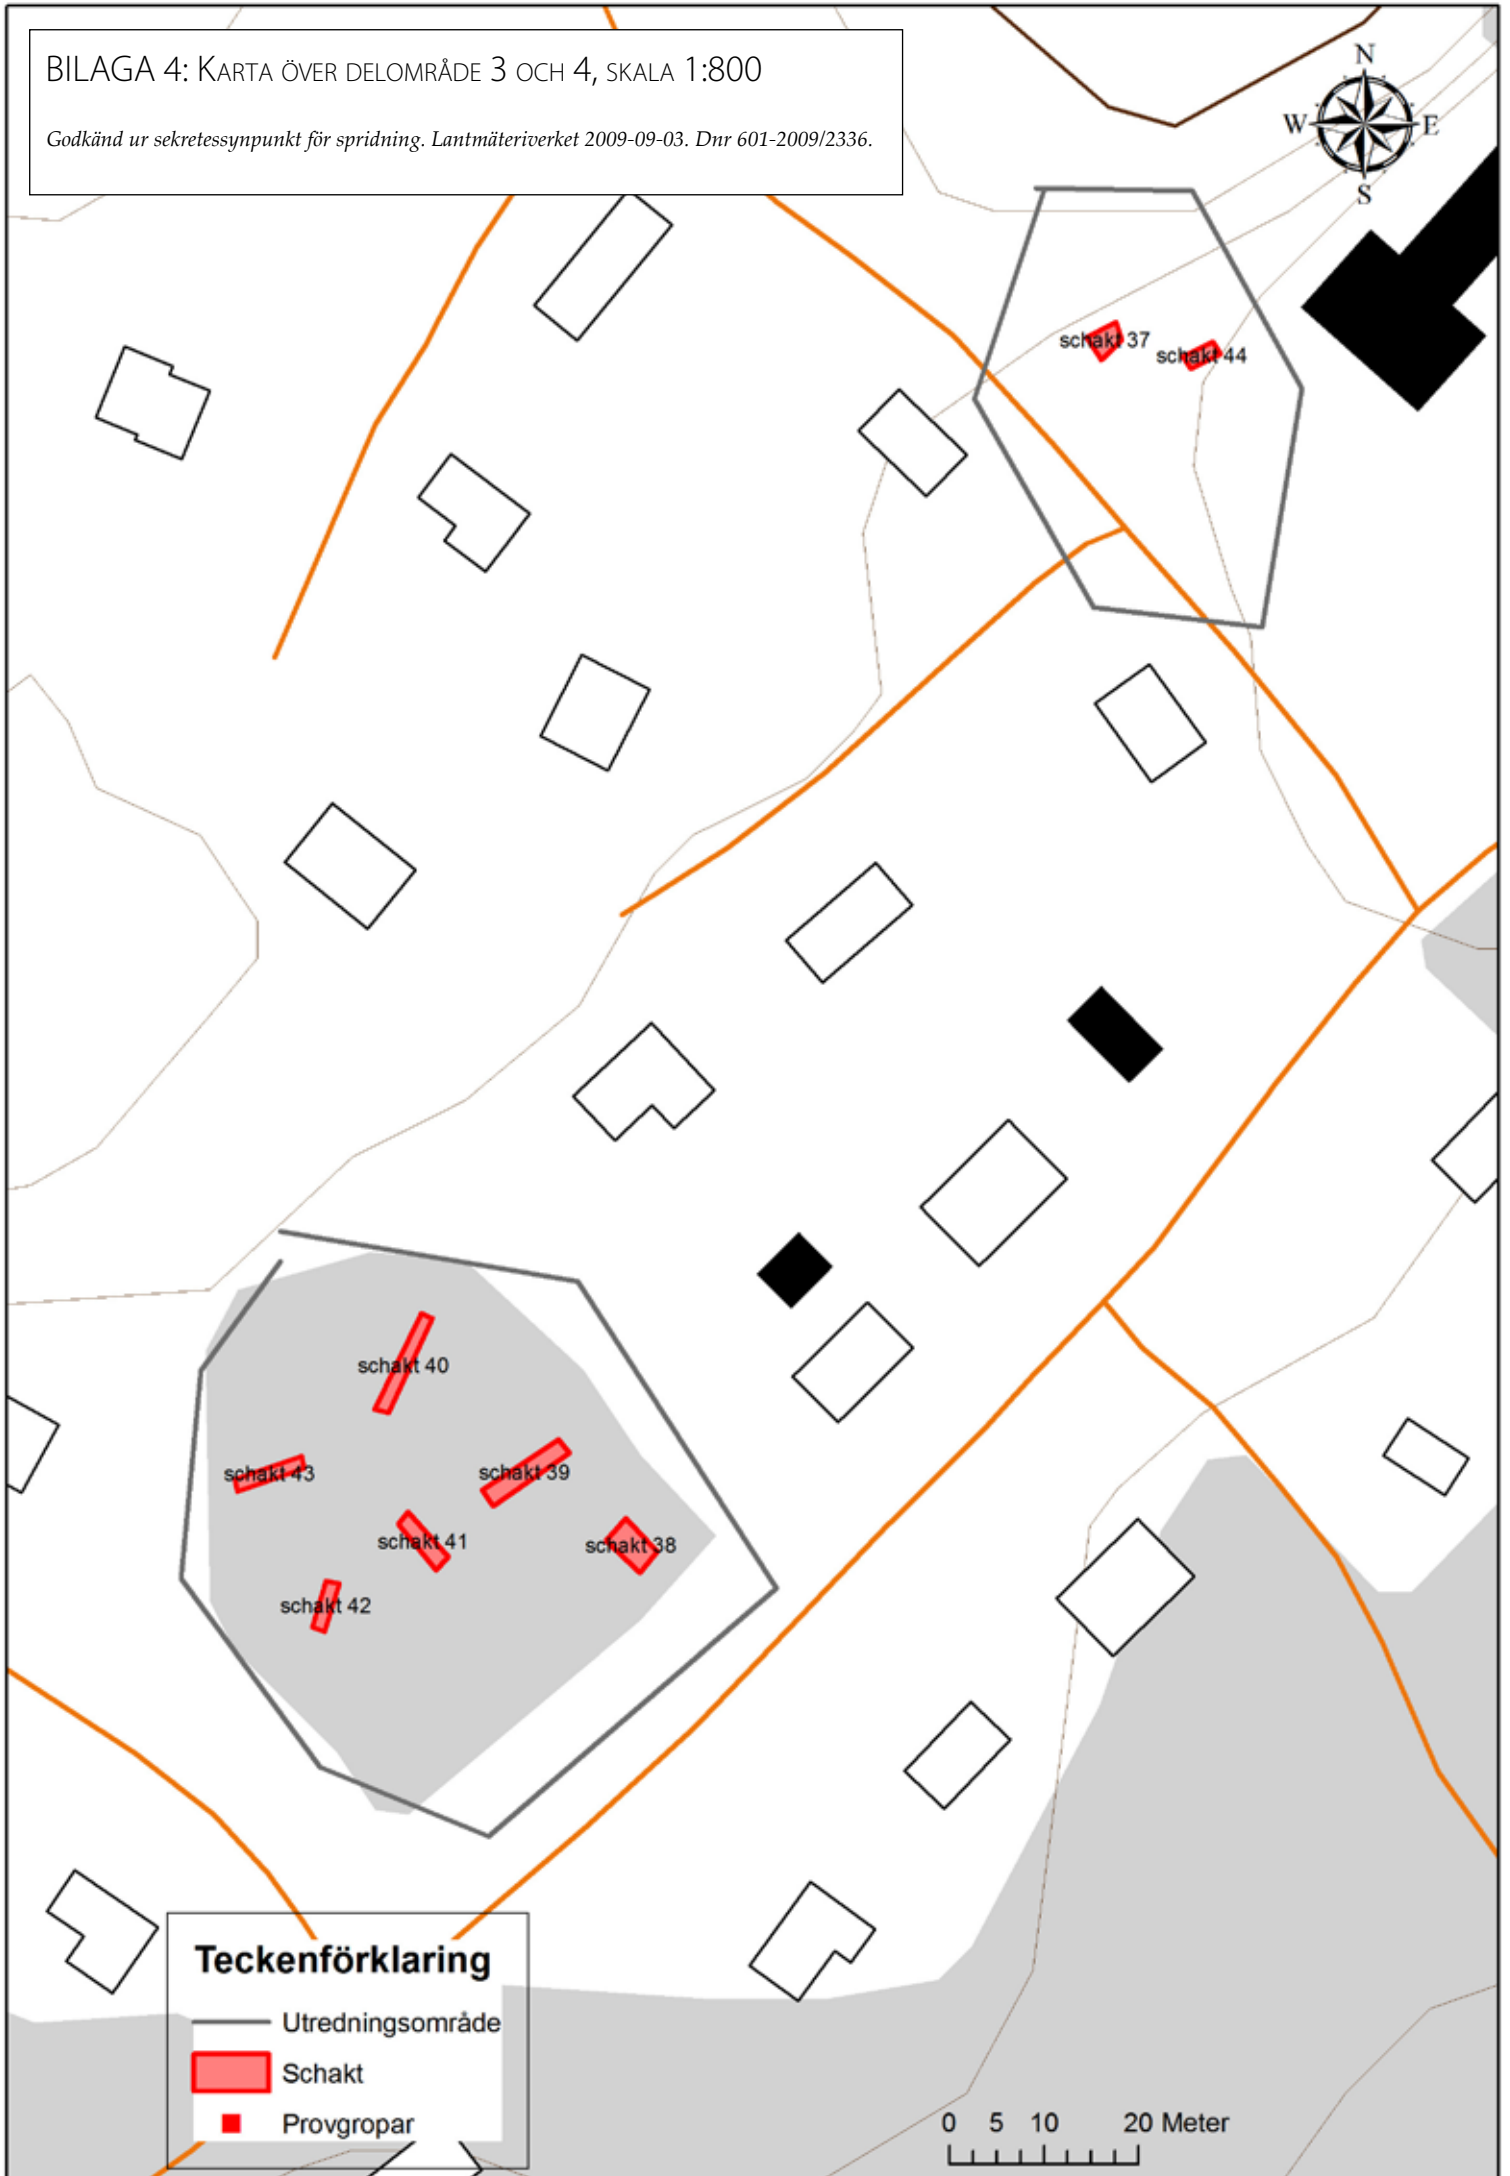 BILAGA 4: KARTA ÖVER DELOMRÅDE 3 OCH 4, SKALA 1:800
Godkänd ur sekretessynpunkt för spridning. Lantmäteriverket 2009-09-03. Dnr 601-2009/2336.
N
W E
S
schakt 37
schakt 44
schakt 40
schakt 43
schakt 39
schakt 41
schakt 38
schakt 42
Teckenförklaring
Utredningsområde
Schakt
Provgropar
0 5 10 20 Meter